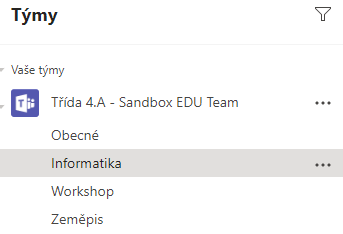 Týmy
Vaše týmy
Třída 4.A - Sandbox EDU Team
Obecné
Informatika
Workshop
Zeměpis